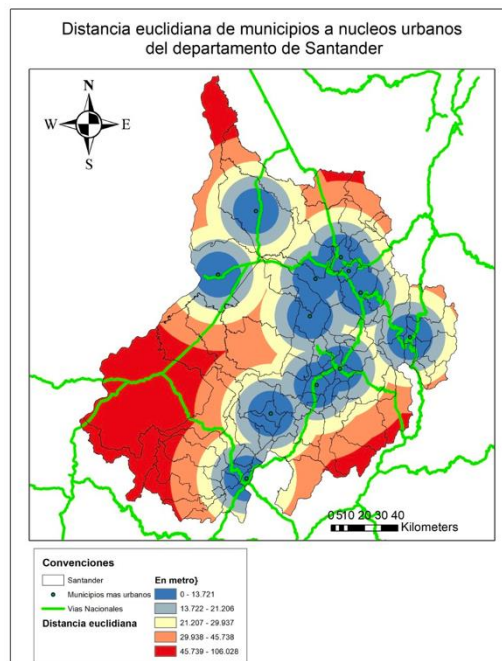 Distancia euclidiana de municipios a nucleos urbanos
del departamento de Santander
N
W E
S
0 5 10 20 30 40
Kilometers
Convenciones
Santander
Municipios mas urbanos
Vias Nacionales
Distancia euclidiana
En metro}
0 - 13.721
13.722 - 21.206
21.207 - 29.937
29.938 - 45.738
45.739 - 106.028